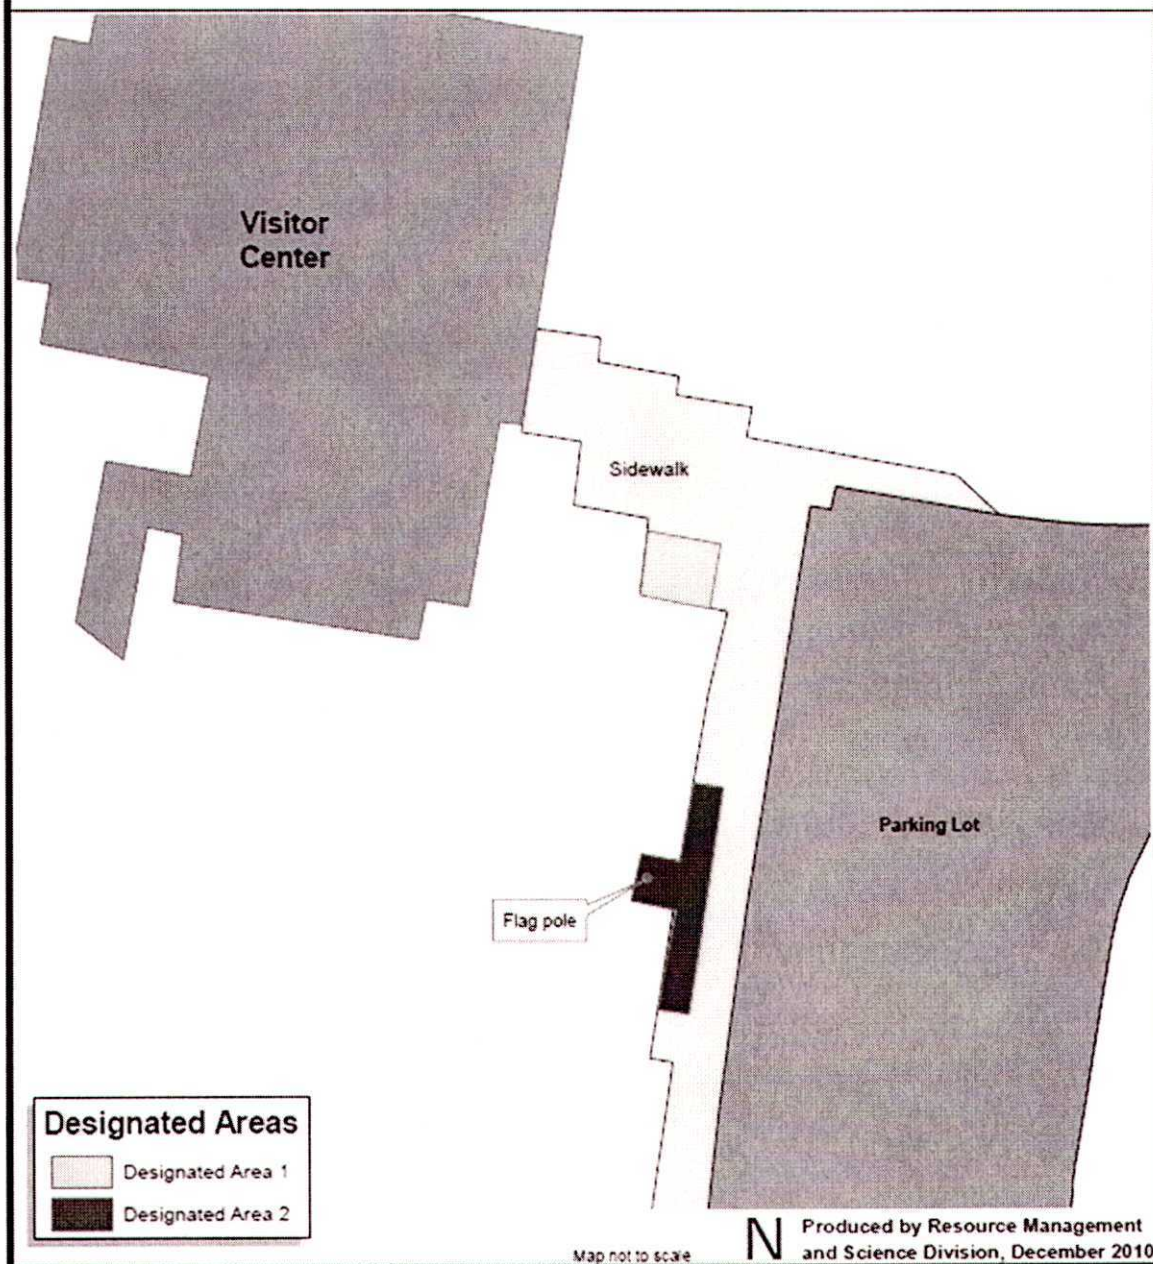 Visitor
Center
Sidewalk
Parking Lot
Flag pole
Designated Areas
Designated Area 1
Designated Area 2
Map not to scale
N
Produced by Resource Management
and Science Division, December 2010